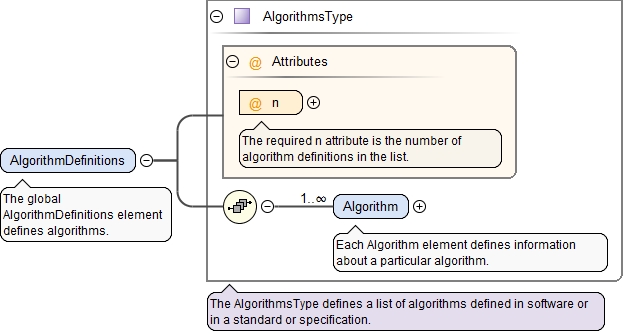 AlgorithmsType
@ Attributes
@ n
The required n attribute is the number of
algorithm definitions in the list.
AlgorithmDefinitions
The global
AlgorithmDefinitions element
defines algorithms.
1..∞
Algorithm
Each Algorithm element defines information
about a particular algorithm.
The AlgorithmsType defines a list of algorithms defined in software or
in a standard or specification.